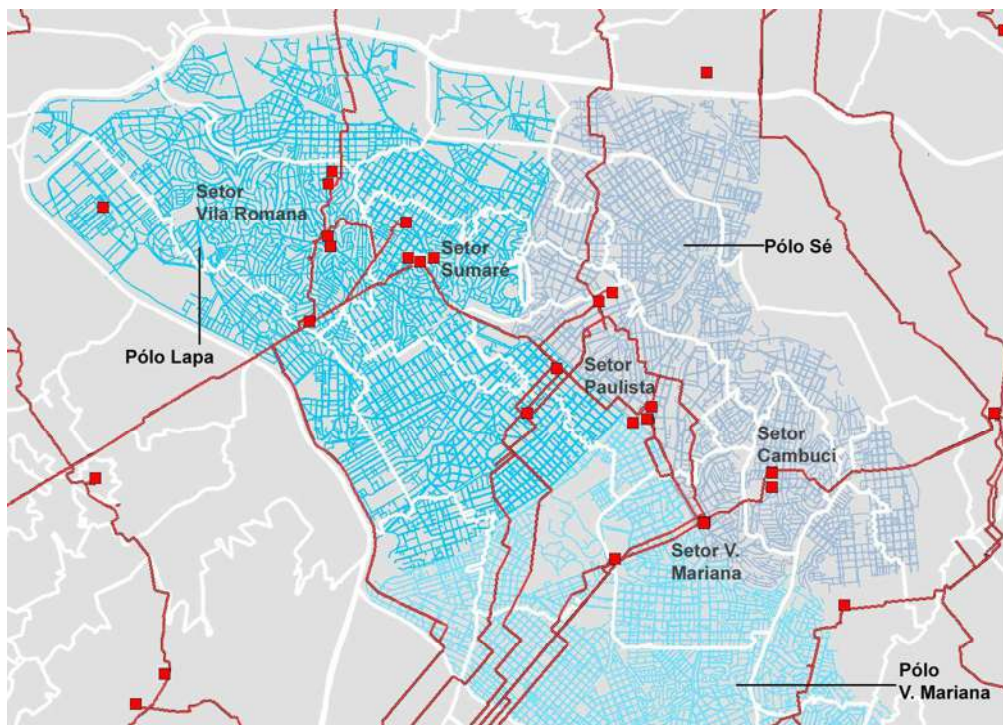 Setor
Vila Romana
Setor
Sumaré
Pólo Sé
Pólo Lapa
Setor
Paulista
Setor
Cambuci
Setor V.
Mariana
Pólo
V. Mariana